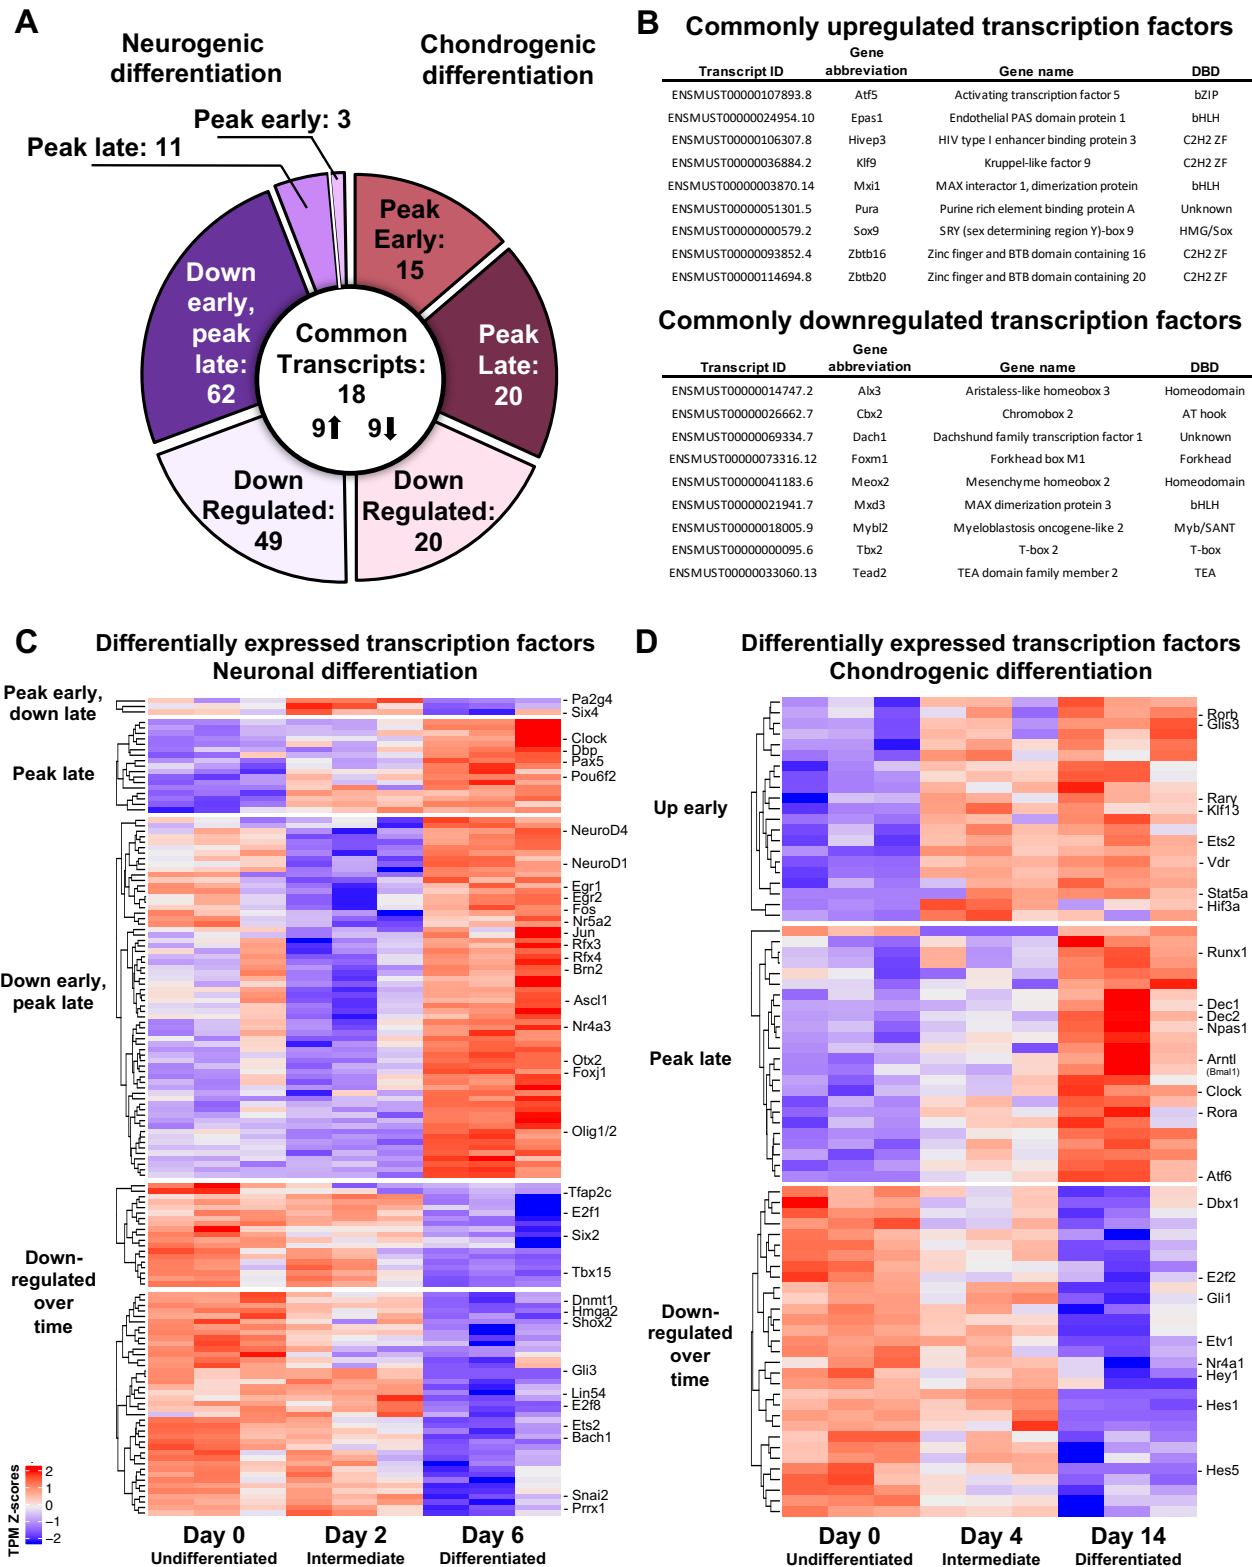 A
Neurogenic
differentiation
Chondrogenic
differentiation
Peak early: 3
Peak late: 11
Peak
Early:
15
Down
early,
peak
late:
62
Peak
Late:
20
Common
Transcripts:
18
9⬆ 9⬇
Down
Regulated:
49
Down
Regulated:
20
B
Commonly upregulated transcription factors
Transcript ID Gene abbreviation Gene name DBD
ENSMUST00000107893.8 Atf5 Activating transcription factor 5 bZIP
ENSMUST00000024954.10 Epas1 Endothelial PAS domain protein 1 bHLH
ENSMUST00000106307.8 Hivep3 HIV type I enhancer binding protein 3 C2H2 ZF
ENSMUST00000036884.2 Klf9 Kruppel-like factor 9 C2H2 ZF
ENSMUST00000003870.14 Mxi1 MAX interactor 1, dimerization protein bHLH
ENSMUST00000051301.5 Pura Purine rich element binding protein A Unknown
ENSMUST00000000579.2 Sox9 SRY (sex determining region Y)-box 9 HMG/Sox
ENSMUST00000093852.4 Zbtb16 Zinc finger and BTB domain containing 16 C2H2 ZF
ENSMUST00000114694.8 Zbtb20 Zinc finger and BTB domain containing 20 C2H2 ZF
Commonly downregulated transcription factors
Transcript ID Gene abbreviation Gene name DBD
ENSMUST00000014747.2 Alx3 Aristaless-like homeobox 3 Homeodomain
ENSMUST00000026662.7 Cbx2 Chromobox 2 AT hook
ENSMUST00000069334.7 Dach1 Dachshund family transcription factor 1 Unknown
ENSMUST00000073316.12 Foxm1 Forkhead box M1 Forkhead
ENSMUST00000041183.6 Meox2 Mesenchyme homeobox 2 Homeodomain
ENSMUST00000021941.7 Mxd3 MAX dimerization protein 3 bHLH
ENSMUST00000018005.9 Mybl2 Myeloblastosis oncogene-like 2 Myb/SANT
ENSMUST00000000095.6 Tbx2 T-box 2 T-box
ENSMUST00000033060.13 Tead2 TEA domain family member 2 TEA
C
Differentially expressed transcription factors
Neuronal differentiation
Peak early,
down late
Pa2g4
Six4
Peak late
Clock
Dbp
Pax5
Pou6f2
Down early,
peak late
NeuroD4
NeuroD1
Egr1
Egr2
Fos
Nr5a2
Jun
Rfx3
Rfx4
Brn2
Ascl1
Nr4a3
Otx2
Foxj1
Olig1/2
Down-
regulated
over
time
Tfap2c
E2f1
Six2
Tbx15
Dnmt1
Hmga2
Shox2
Gli3
Lin54
E2f8
Ets2
Bach1
Snai2
Prrx1
TPM Z-scores
2
1
0
−1
−2
Day 0 Day 2 Day 6
Undifferentiated Intermediate Differentiated
D
Differentially expressed transcription factors
Chondrogenic differentiation
Up early
Rorb
Glis3
Rarγ
Klf13
Ets2
Vdr
Stat5a
Hif3a
Peak late
Runx1
Dec1
Dec2
Npas1
Arntl
(Bmal1)
Clock
Rora
Atf6
Down-
regulated
over
time
Dbx1
E2f2
Gli1
Etv1
Nr4a1
Hey1
Hes1
Hes5
Day 0 Day 4 Day 14
Undifferentiated Intermediate Differentiated